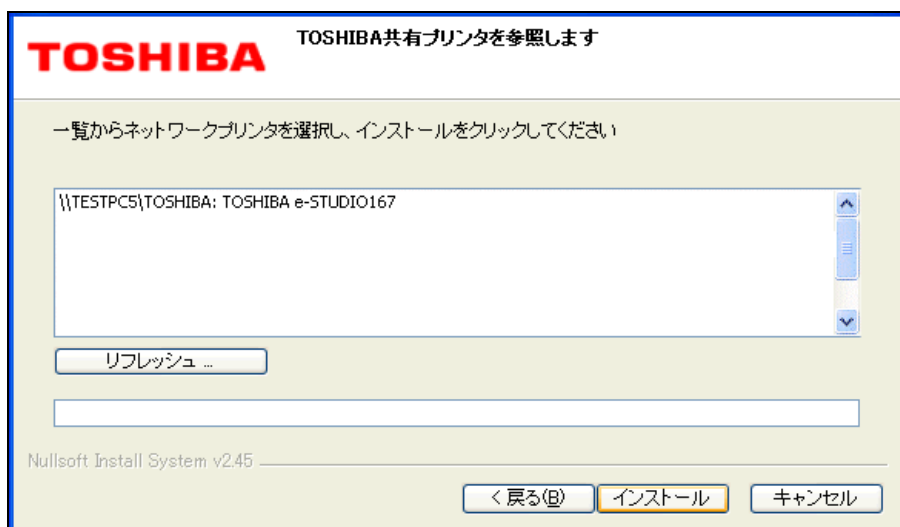 TOSHIBA共有プリンタを参照します
TOSHIBA
一覧からネットワークプリンタを選択し、インストールをクリックしてください
\\TESTPC5\TOSHIBA: TOSHIBA e-STUDIO167
リフレッシュ ...
Nullsoft Install System v2.45
< 戻る(B) インストール キャンセル